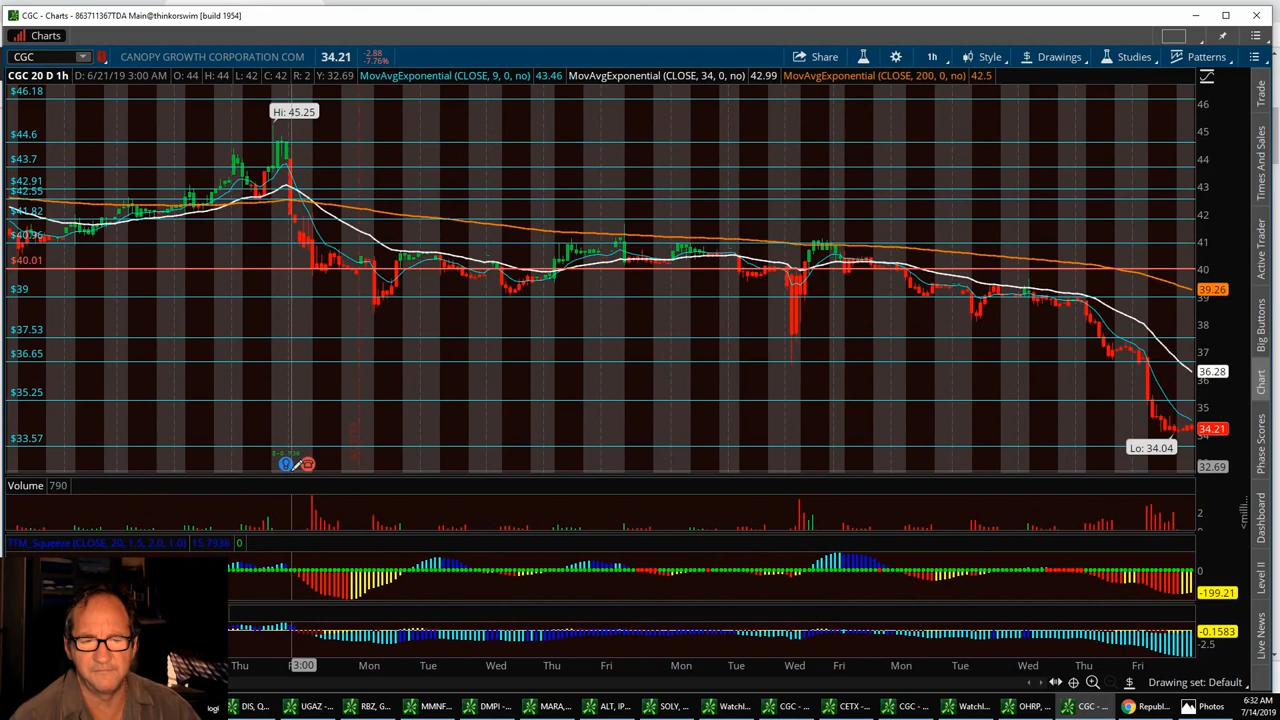 CGC - Charts - 863711367TDA Main@thinkorswim [build 1954]
Charts
CGC CANOPY GROWTH CORPORATION COM 34.21 -2.88 -7.76% Share 1h Style Drawings Studies Patterns
CGC 20 D 1h D: 6/21/19 3:00 AM O: 44 H: 44 L: 42 C: 42 R: 2 Y: 32.69 MovAvgExponential (CLOSE, 9, 0, no) 43.46 MovAvgExponential (CLOSE, 34, 0, no) 42.99 MovAvgExponential (CLOSE, 200, 0, no) 42.5
$46.18
$44.6
$43.7
$42.91
$42.55
$41.82
$40.96
$40.01
$39
$37.53
$36.65
$35.25
$33.57
Hi: 45.25
Lo: 34.04
46
45
44
43
42
41
40
39.26
39
38
37
36.28
36
35
34.21
34
32.69
Volume 790
2
TTM_Squeeze (CLOSE, 20, 1.5, 2.0, 1.0) 15.7938 0
0
-199.21
-0.1583
-2.5
Thu 3:00 Mon Tue Wed Thu Fri Mon Tue Wed Fri Mon Tue Wed Thu Fri
Drawing set: Default
Trade
Times And Sales
Active Trader
Big Buttons
Chart
Phase Scores
Dashboard
Level II
Live News
logi
DIS, Q... UGAZ -... RBZ, G... MMNF... DMPI -... MARA,... ALT, IP... SOLY, ... Watchl... CGC - ... CETX -... CGC - ... Watchl... OHRP, ... CGC - ... Republ... Photos
6:32 AM
7/14/2019